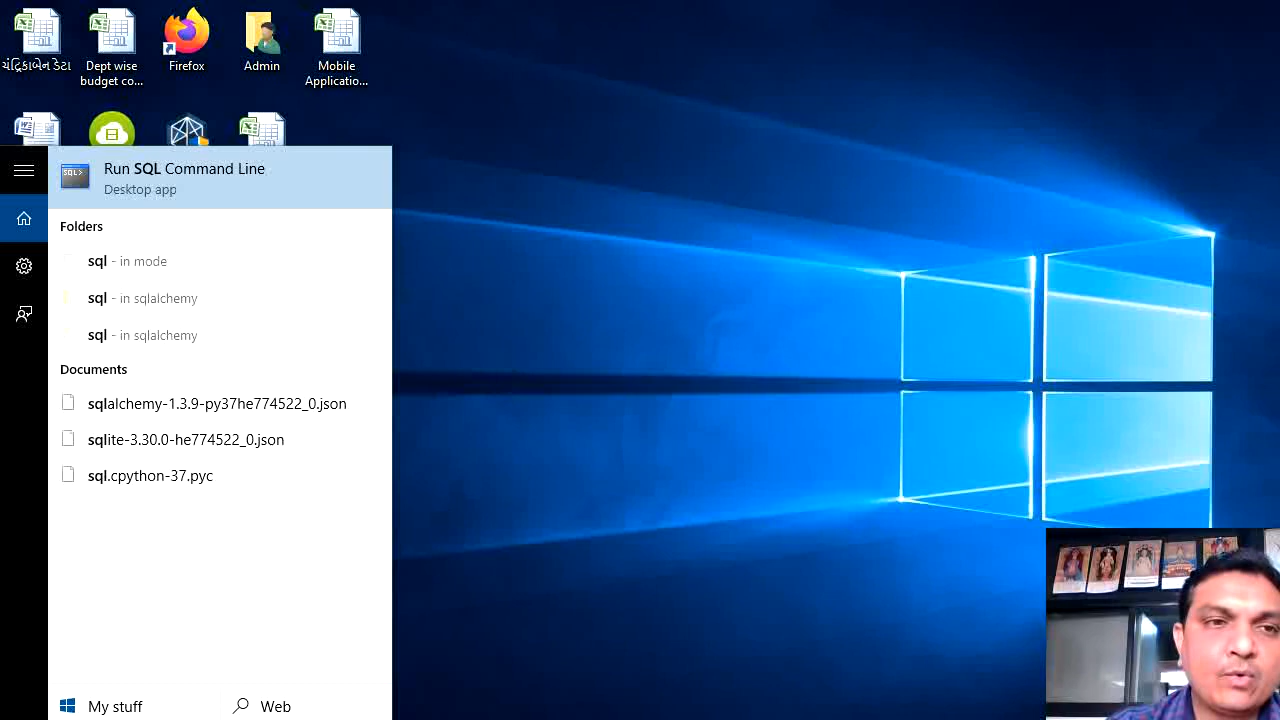 ચંદ્રિકાબેન ડેટા
Dept wise
budget co...
Firefox
Admin
Mobile
Applicatio...
SQL>
Run SQL Command Line
Desktop app
Folders
sql - in mode
sql - in sqlalchemy
sql - in sqlalchemy
Documents
sqlalchemy-1.3.9-py37he774522_0.json
sqlite-3.30.0-he774522_0.json
sql.cpython-37.pyc
My stuff
Web